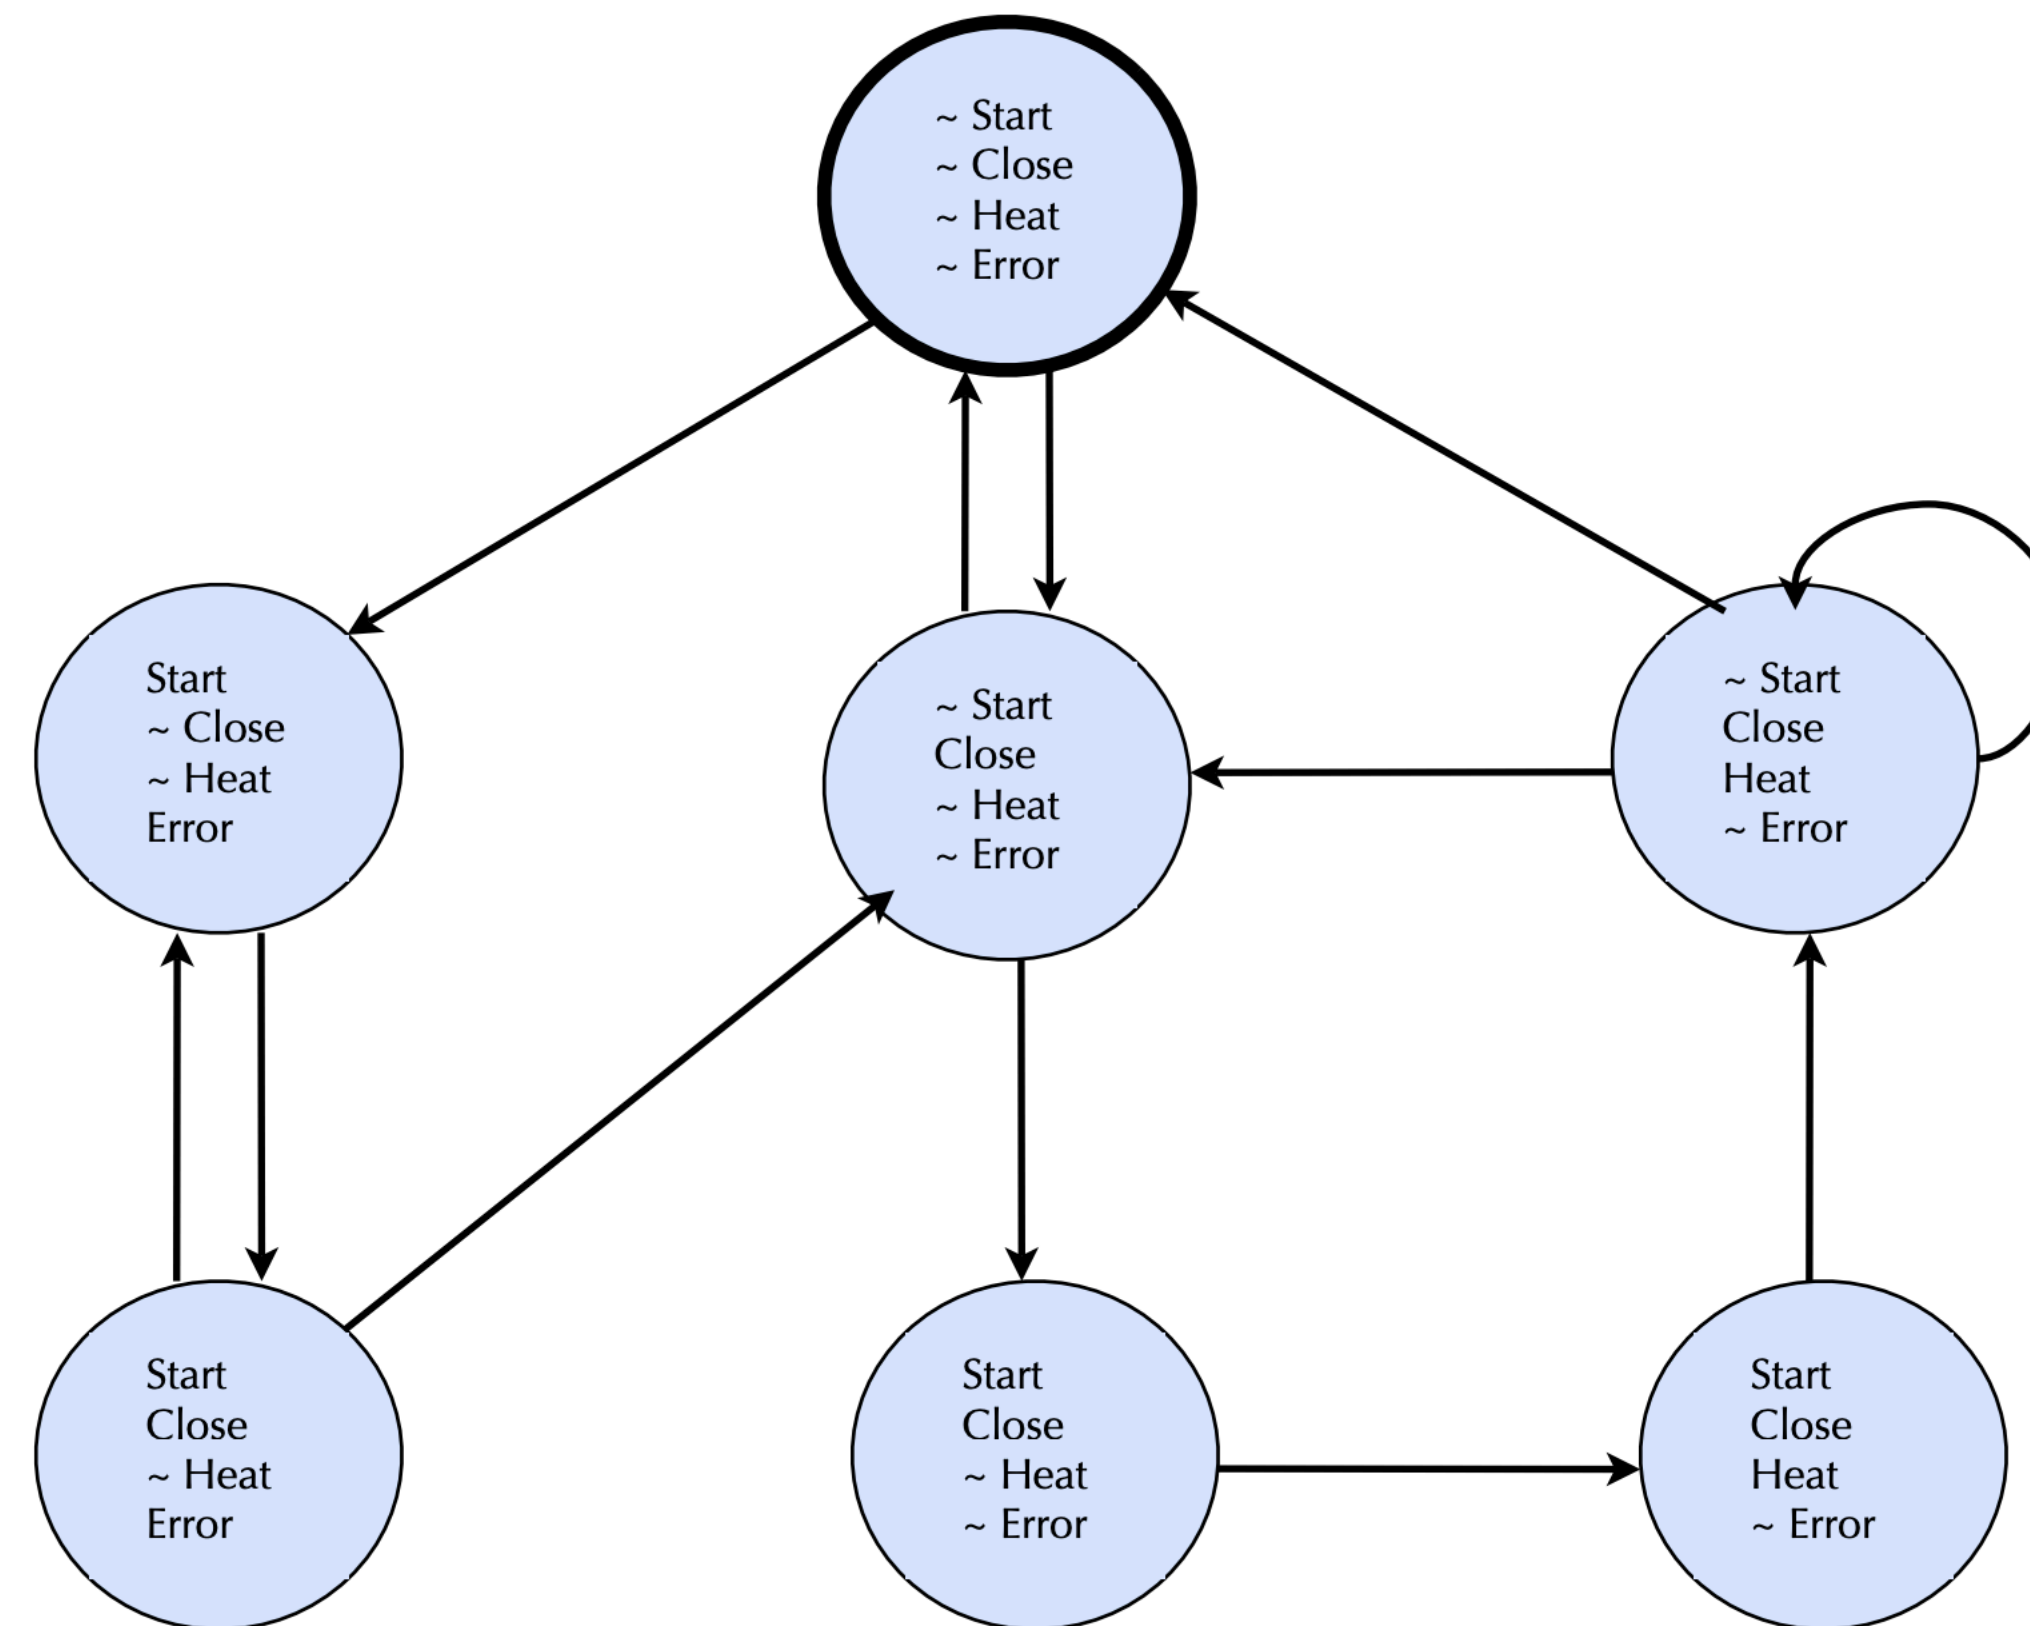 ~ Start
~ Close
~ Heat
~ Error
Start
~ Close
~ Heat
Error
~ Start
Close
~ Heat
~ Error
~ Start
Close
Heat
~ Error
Start
Close
~ Heat
Error
Start
Close
~ Heat
~ Error
Start
Close
Heat
~ Error